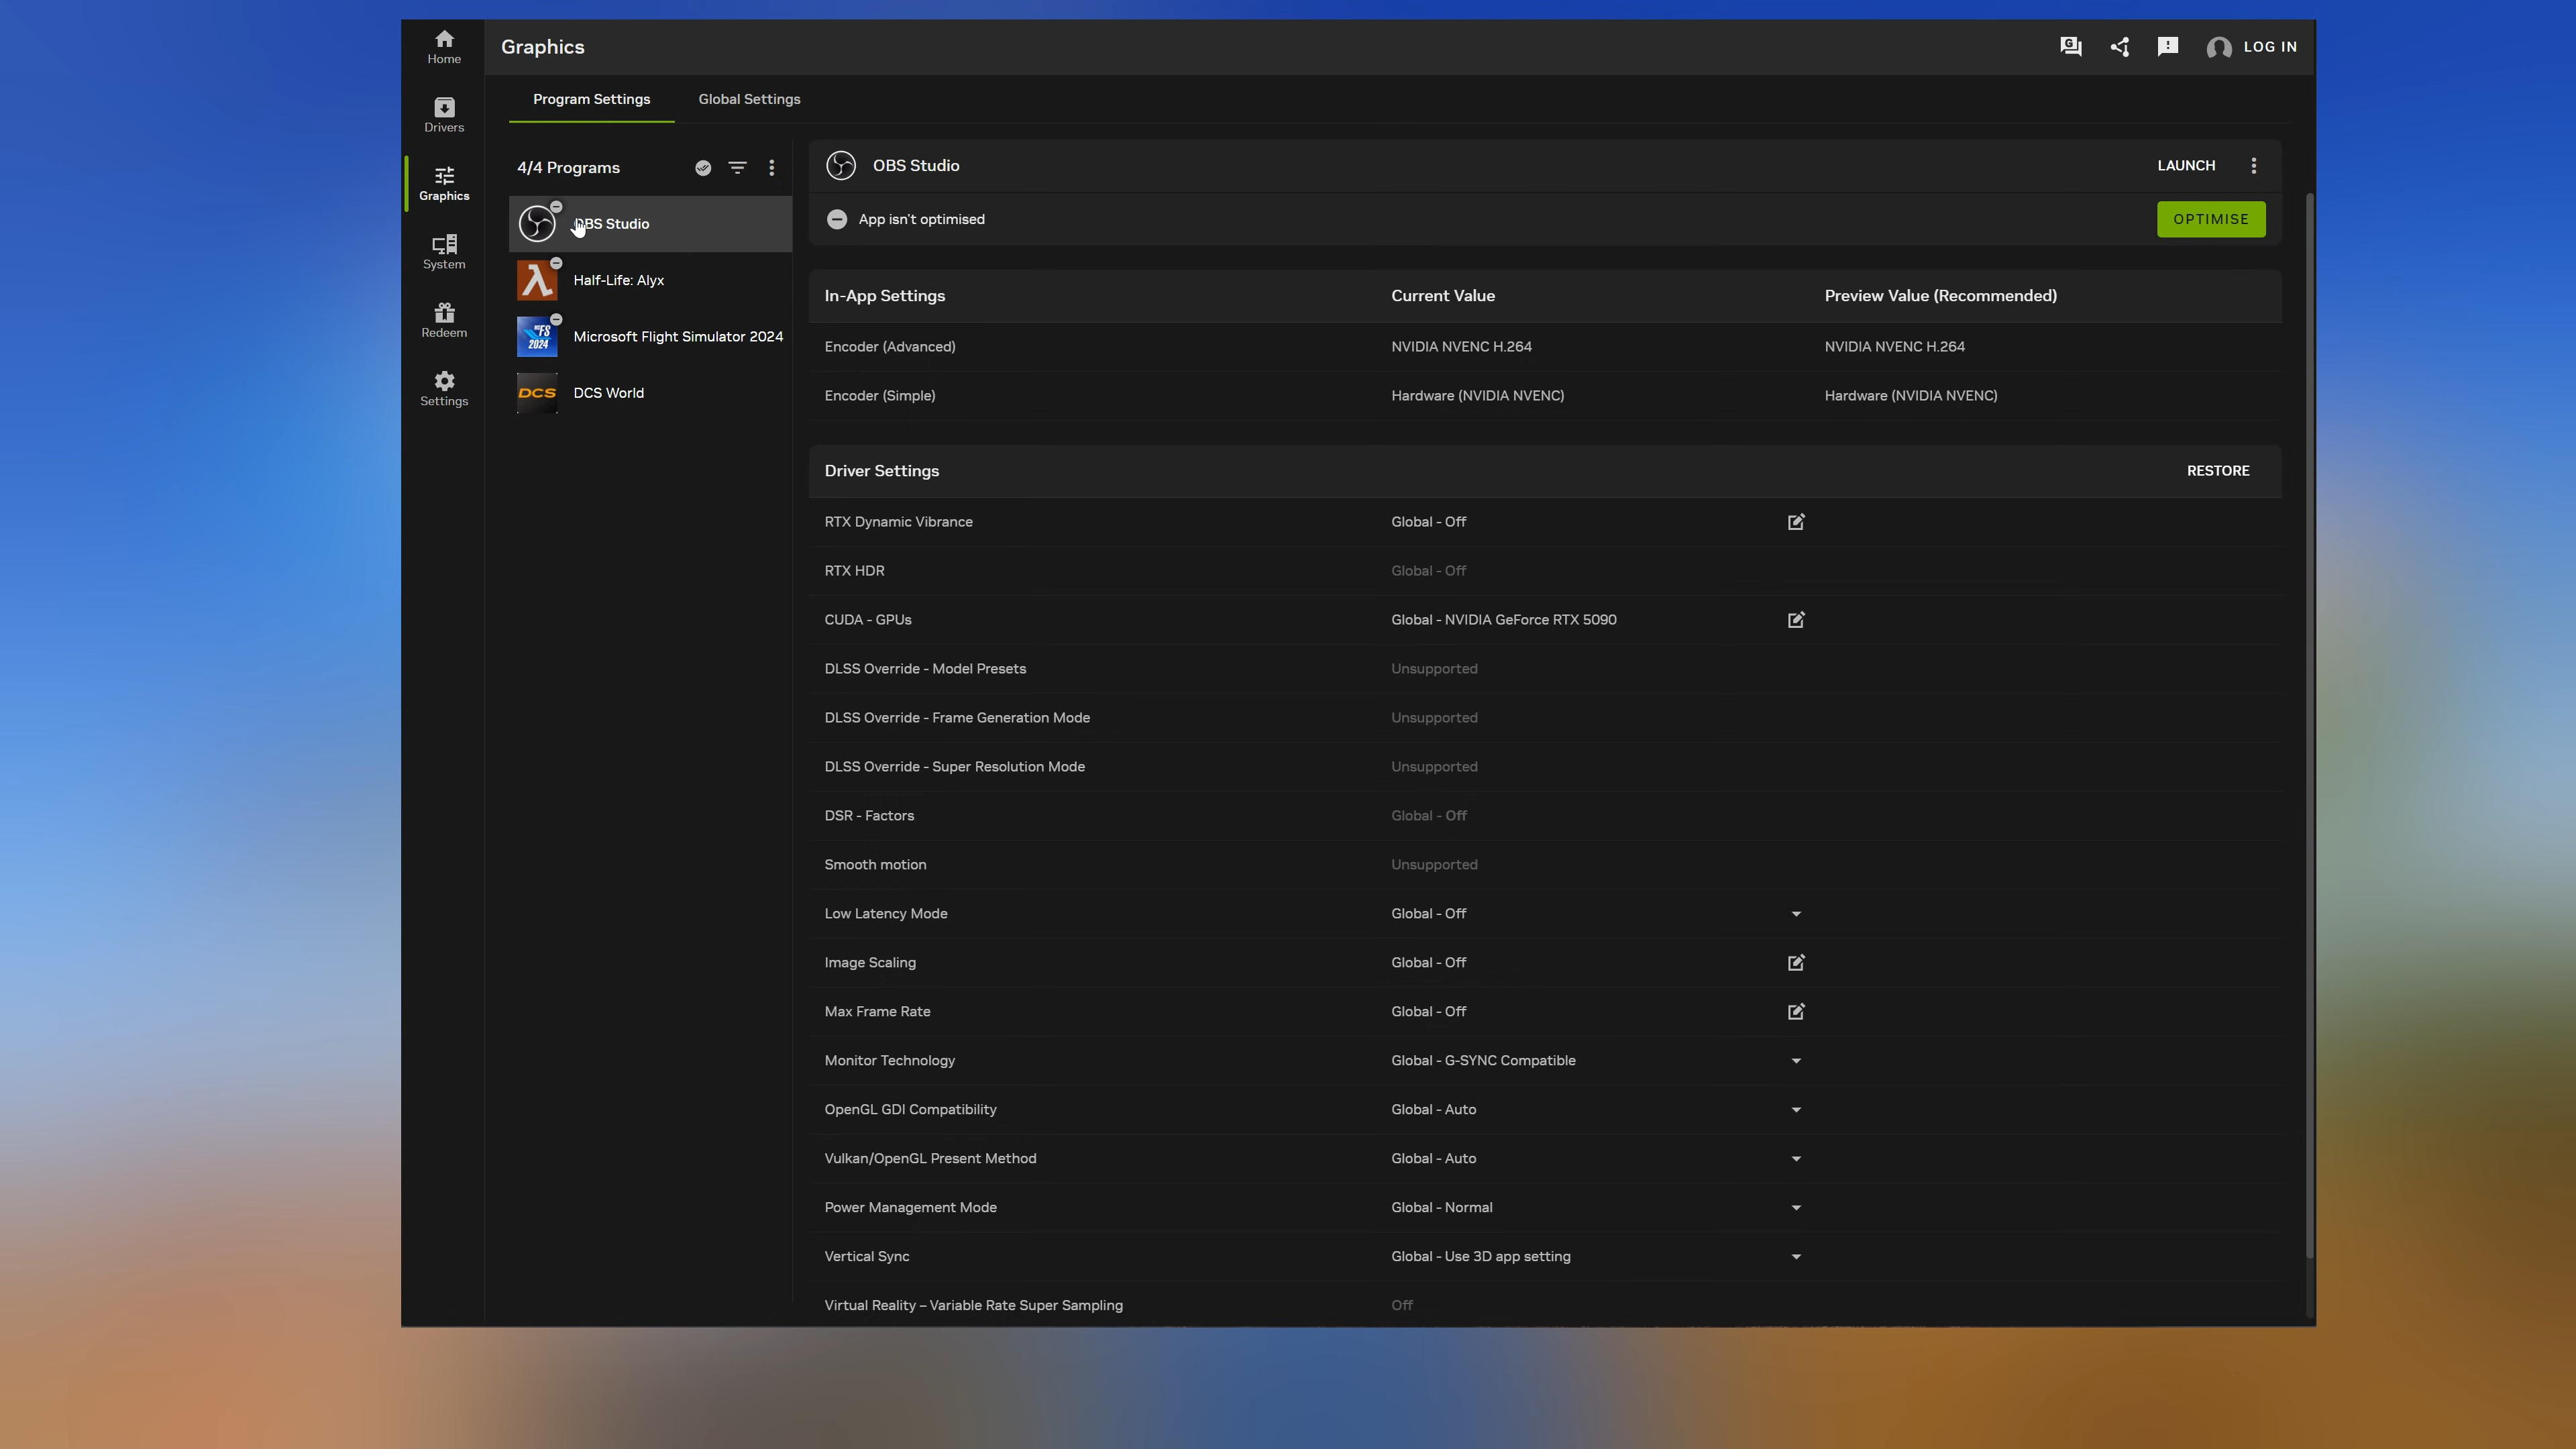 Home
Drivers
Graphics
System
Redeem
Settings
Graphics
LOG IN
Program Settings
Global Settings
4/4 Programs
OBS Studio
Half-Life: Alyx
FS
2024
Microsoft Flight Simulator 2024
DCS
DCS World
OBS Studio
LAUNCH
App isn't optimised
OPTIMISE
In-App Settings Current Value Preview Value (Recommended)
Encoder (Advanced) NVIDIA NVENC H.264 NVIDIA NVENC H.264
Encoder (Simple) Hardware (NVIDIA NVENC) Hardware (NVIDIA NVENC)
Driver Settings RESTORE
RTX Dynamic Vibrance Global - Off
RTX HDR Global - Off
CUDA - GPUs Global - NVIDIA GeForce RTX 5090
DLSS Override - Model Presets Unsupported
DLSS Override - Frame Generation Mode Unsupported
DLSS Override - Super Resolution Mode Unsupported
DSR - Factors Global - Off
Smooth motion Unsupported
Low Latency Mode Global - Off
Image Scaling Global - Off
Max Frame Rate Global - Off
Monitor Technology Global - G-SYNC Compatible
OpenGL GDI Compatibility Global - Auto
Vulkan/OpenGL Present Method Global - Auto
Power Management Mode Global - Normal
Vertical Sync Global - Use 3D app setting
Virtual Reality – Variable Rate Super Sampling Off